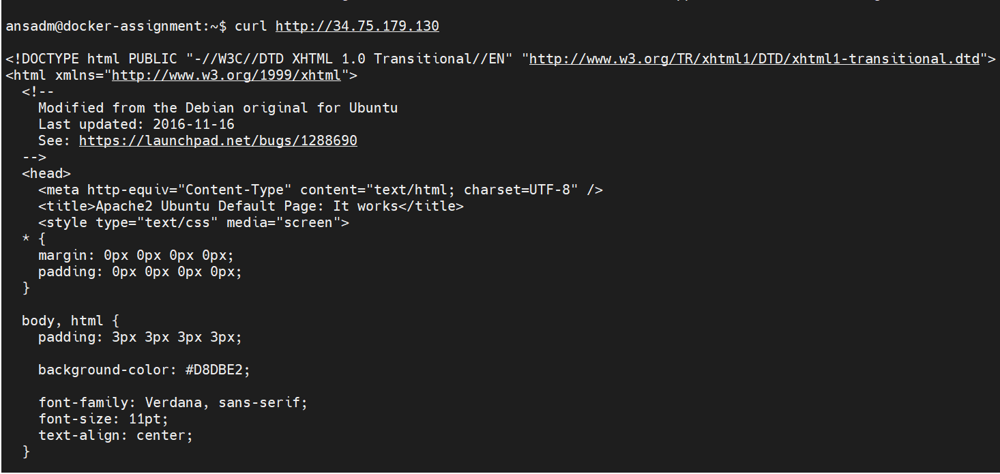 ansadm@docker-assignment:~$ curl http://34.75.179.130
<!DOCTYPE html PUBLIC "-//W3C//DTD XHTML 1.0 Transitional//EN" "http://www.w3.org/TR/xhtml1/DTD/xhtml1-transitional.dtd">
<html xmlns="http://www.w3.org/1999/xhtml">
  <!--
    Modified from the Debian original for Ubuntu
    Last updated: 2016-11-16
    See: https://launchpad.net/bugs/1288690
  -->
  <head>
    <meta http-equiv="Content-Type" content="text/html; charset=UTF-8" />
    <title>Apache2 Ubuntu Default Page: It works</title>
    <style type="text/css" media="screen">
  * {
    margin: 0px 0px 0px 0px;
    padding: 0px 0px 0px 0px;
  }
  body, html {
    padding: 3px 3px 3px 3px;
    background-color: #D8DBE2;
    font-family: Verdana, sans-serif;
    font-size: 11pt;
    text-align: center;
  }